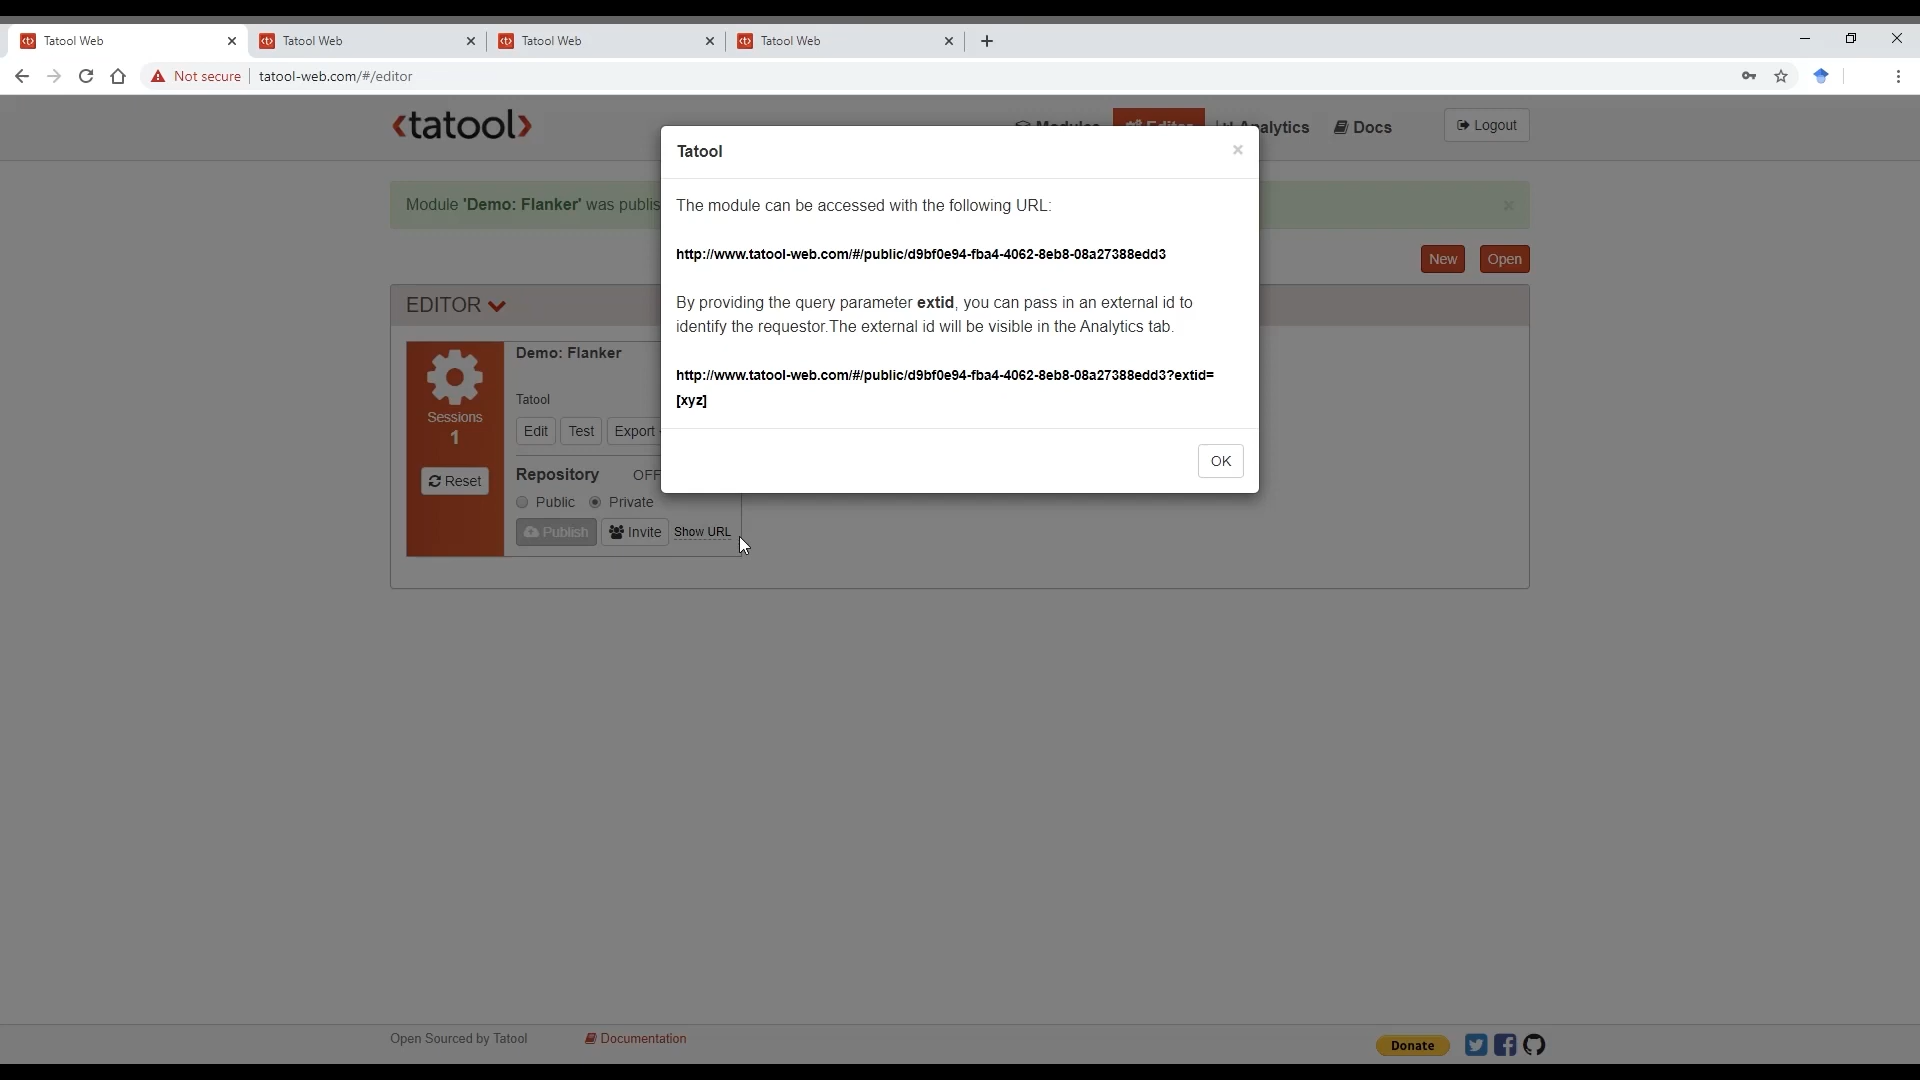 Tatool Web
Tatool Web
Tatool Web
Tatool Web
Not secure
tatool-web.com/#/editor
‹tatool›
Modules
Editor
Analytics
Docs
Logout
Module 'Demo: Flanker' was
New
Open
EDITOR
Sessions
1
Reset
Demo: Flanker
Tatool
Edit
Test
Export
Repository
OFF
Public
Private
Publish
Invite
Show URL
Tatool
The module can be accessed with the following URL:
http://www.tatool-web.com/#/public/d9bf0e94-fba4-4062-8eb8-08a27388edd3
By providing the query parameter extid, you can pass in an external id to
identify the requestor.The external id will be visible in the Analytics tab.
http://www.tatool-web.com/#/public/d9bf0e94-fba4-4062-8eb8-08a27388edd3?extid=
[xyz]
OK
Open Sourced by Tatool
Documentation
Donate